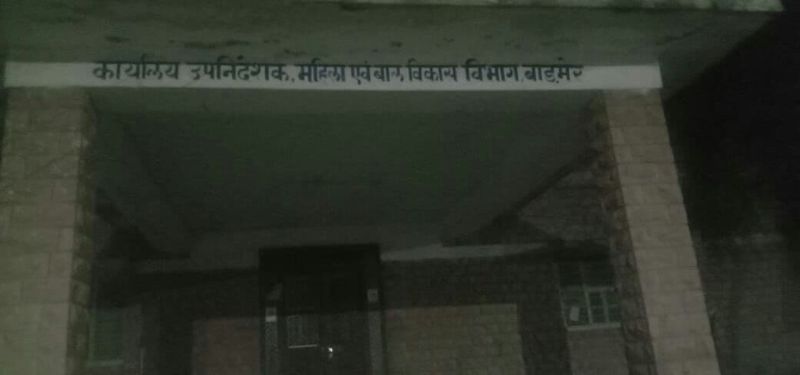 कार्यालय उपनिदेशक, महिला एवं बाल विकास विभाग, बाड़मेर